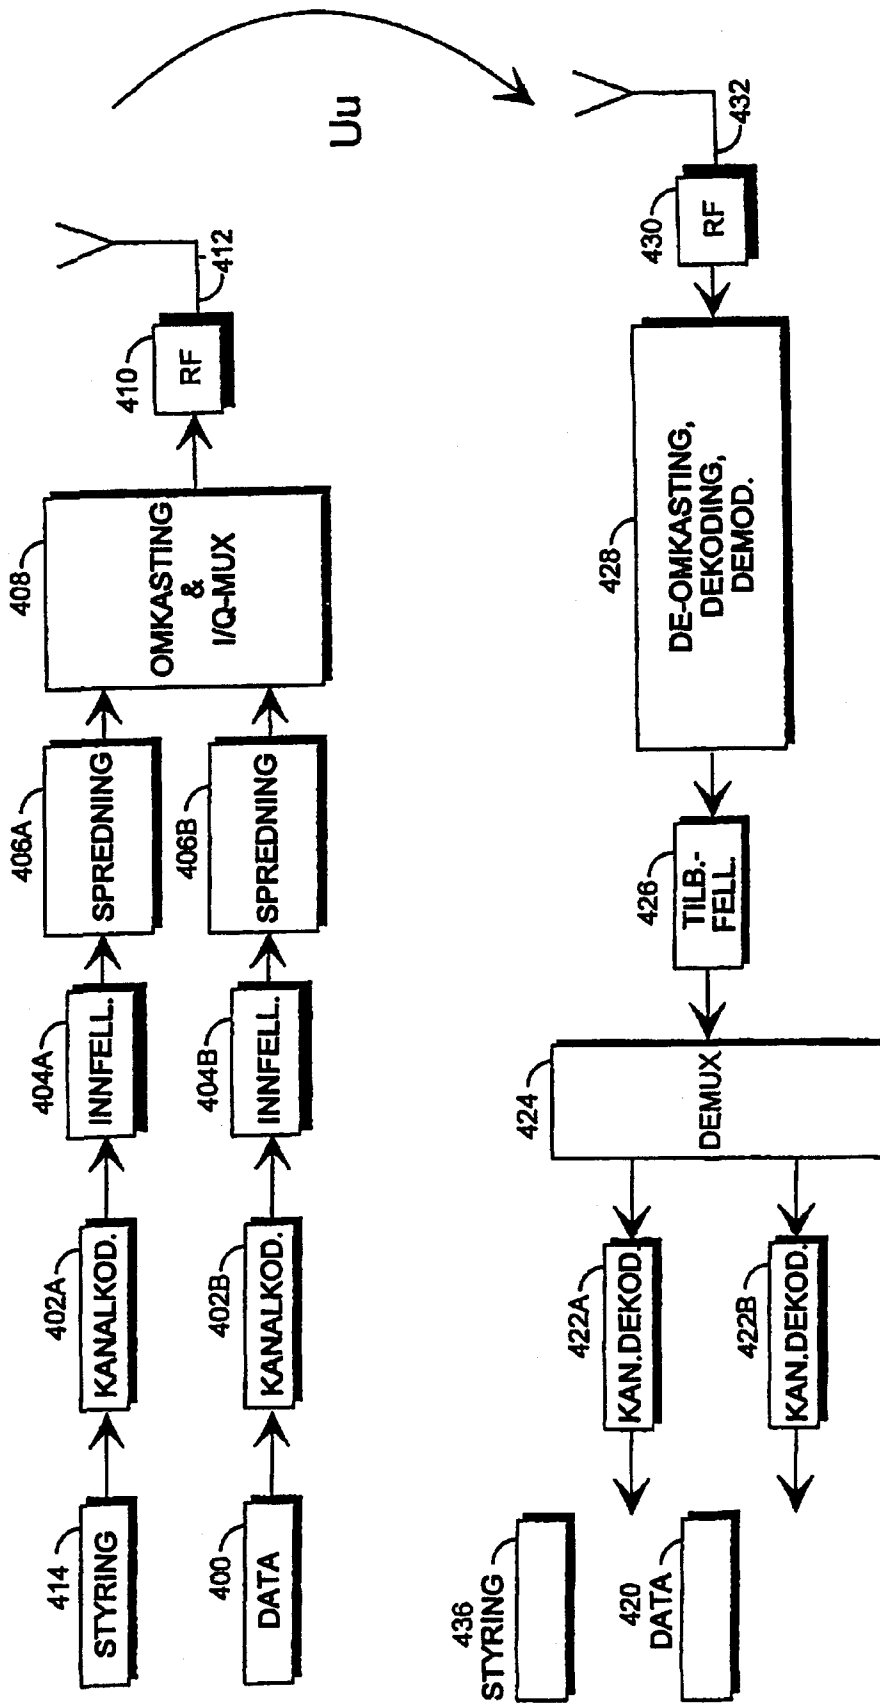 414
STYRING
402A
KANALKOD.
404A
INNFELL.
406A
SPREDNING
400
DATA
402B
KANALKOD.
404B
INNFELL.
406B
SPREDNING
408
OMKASTING
&
I/Q-MUX
410
RF
412
Uu
436
STYRING
420
DATA
422A
KAN.DEKOD.
422B
KAN.DEKOD.
424
DEMUX
426
TILB.-
FELL.
428
DE-OMKASTING,
DEKODING,
DEMOD.
430
RF
432